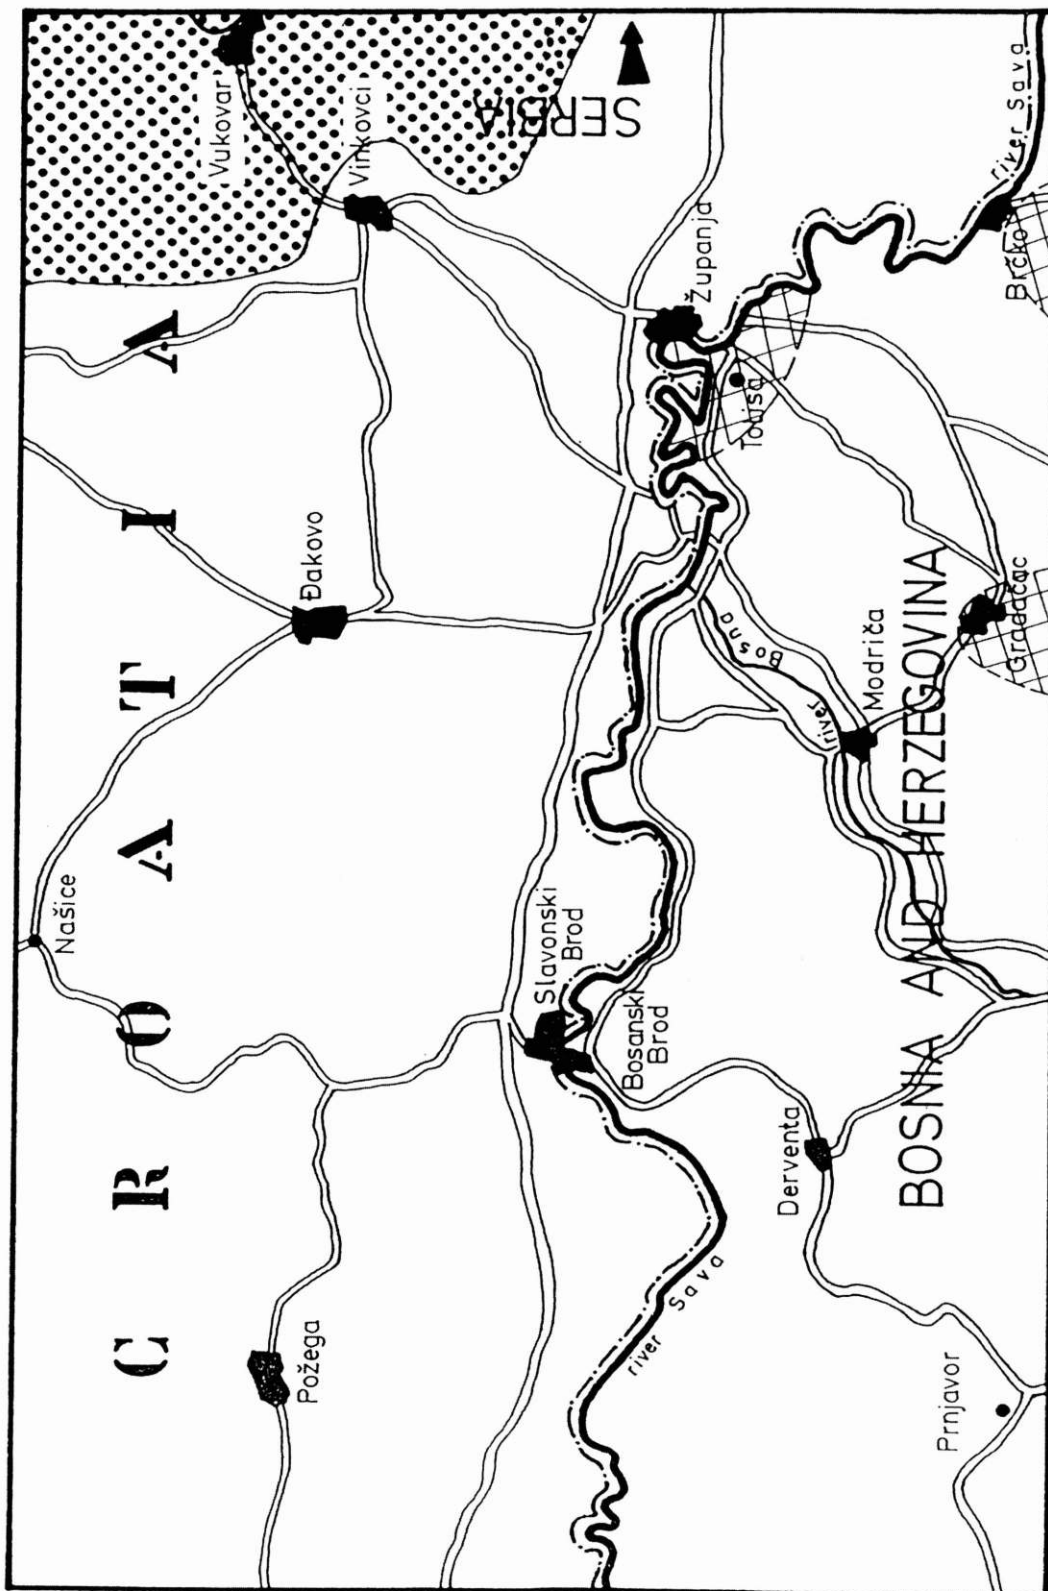 CROATIA
Našice
Požega
Đakovo
Vukovar
Vinkovci
SERBIA
Županja
Slavonski
Brod
Bosanski
Brod
river Sava
river Sava
Tolisa
Brčko
river Bosna
Modriča
Gradačac
Derventa
Prnjavor
BOSNIA AND HERZEGOVINA